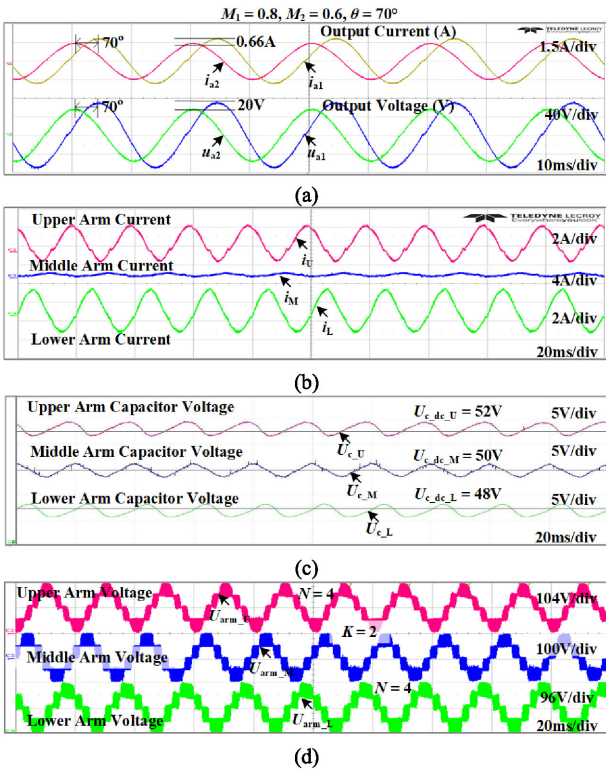 M1 = 0.8, M2 = 0.6, θ = 70°
Output Current (A)
TELEDYNE LECROY
70°
0.66A
1.5A/div
ia2
ia1
70°
20V
Output Voltage (V)
40V/div
ua2
ua1
10ms/div
(a)
TELEDYNE LECROY
Everywhereyoulook
Upper Arm Current
2A/div
iU
Middle Arm Current
4A/div
iM
2A/div
iL
Lower Arm Current
20ms/div
(b)
Upper Arm Capacitor Voltage
Uc_dc_U = 52V
5V/div
Uc_U
Middle Arm Capacitor Voltage
Uc_dc_M = 50V
5V/div
Uc_M
Lower Arm Capacitor Voltage
Uc_dc_L = 48V
5V/div
Uc_L
20ms/div
(c)
Upper Arm Voltage
N = 4
104V/div
Uarm_U
K = 2
100V/div
Middle Arm Voltage
Uarm_M
N = 4
96V/div
Uarm_L
Lower Arm Voltage
20ms/div
(d)